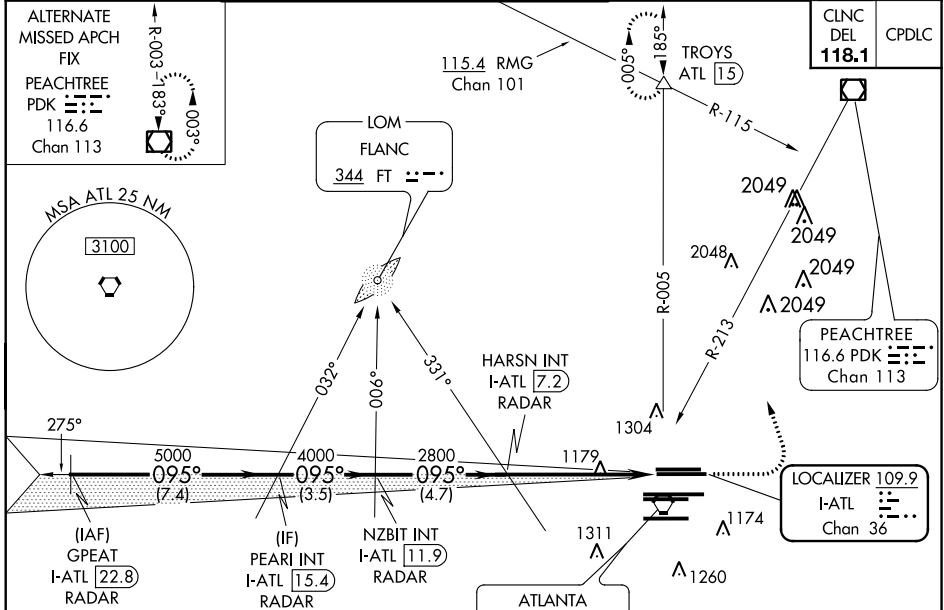 ALTERNATE
MISSED APCH
FIX
PEACHTREE
PDK
116.6
Chan 113
R-003
183°
003°
115.4 RMG
Chan 101
005°
185°
TROYS
ATL 15
CLNC
DEL
118.1
CPDLC
R-115
LOM
FLANC
344 FT
MSA ATL 25 NM
3100
2049
2049
2048
2049
2049
R-005
R-213
PEACHTREE
116.6 PDK
Chan 113
032°
006°
331°
HARSN INT
I-ATL 7.2
RADAR
1304
275°
5000
4000
2800
1179
095°
095°
095°
(7.4)
(3.5)
(4.7)
LOCALIZER 109.9
I-ATL
Chan 36
(IAF)
GPEAT
I-ATL 22.8
RADAR
(IF)
PEARI INT
I-ATL 15.4
RADAR
NZBIT INT
I-ATL 11.9
RADAR
1311
1174
1260
ATLANTA